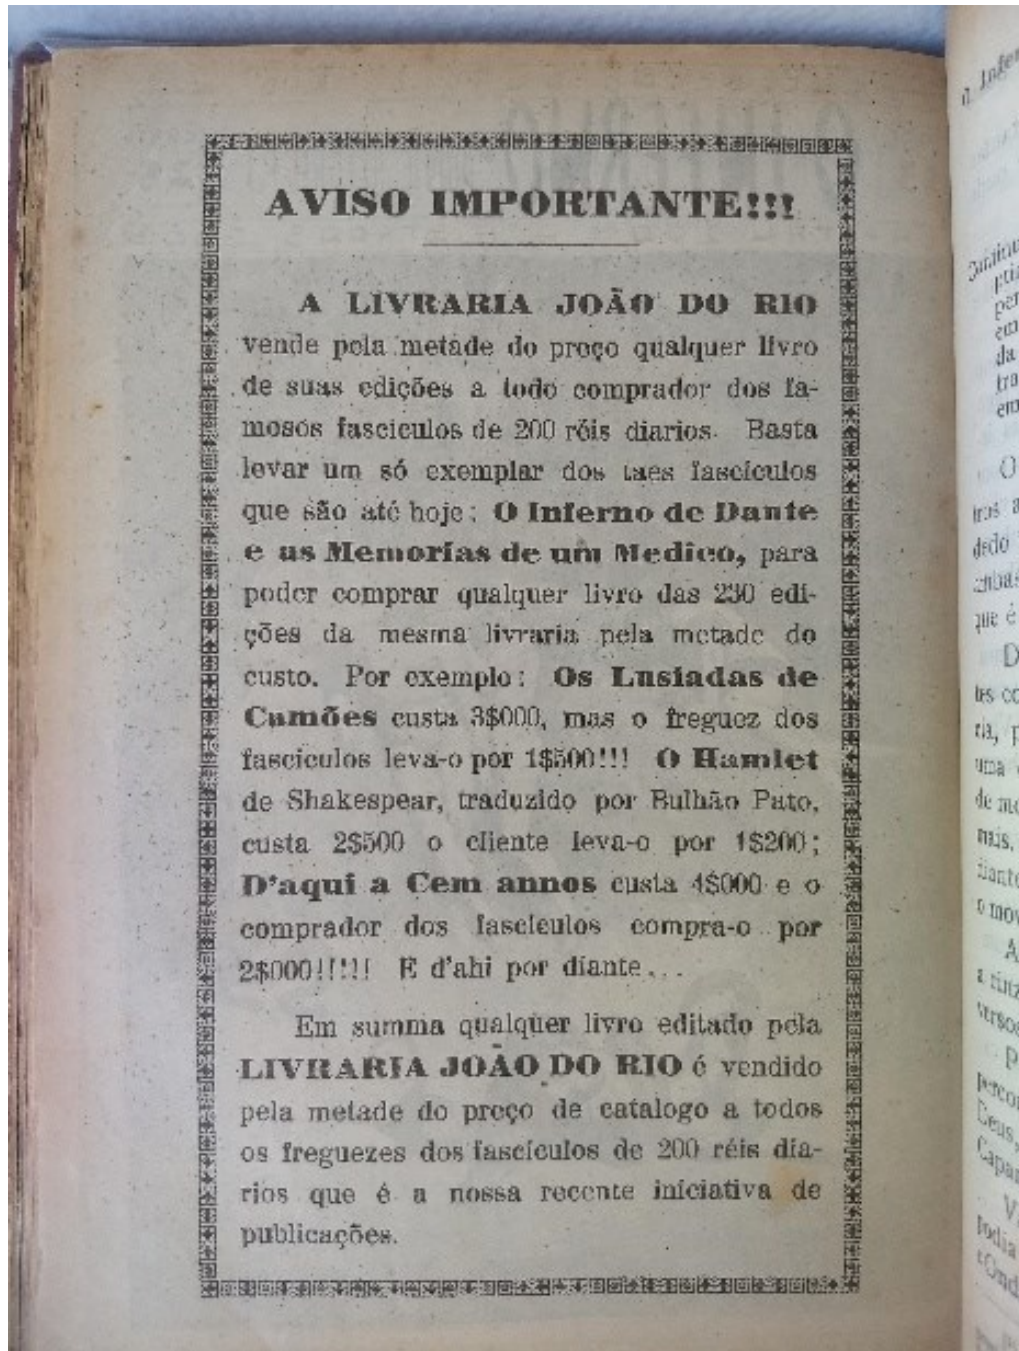 AVISO IMPORTANTE!!!
A LIVRARIA JOÃO DO RIO
vende pela metade do preço qualquer livro
de suas edições a todo comprador dos fa-
mosos fasciculos de 200 réis diarios. Basta
levar um só exemplar dos taes fasciculos
que são até hoje: O Inferno de Dante
e as Memorias de um Medico, para
poder comprar qualquer livro das 230 edi-
ções da mesma livraria pela metade do
custo. Por exemplo: Os Lusiadas de
Camões custa 3$000, mas o freguez dos
fasciculos leva-o por 1$500!!! O Hamlet
de Shakespear, traduzido por Bulhão Pato,
custa 2$500 o cliente leva-o por 1$200;
D'aqui a Cem annos custa 4$000 e o
comprador dos fasciculos compra-o por
2$000!!!!! E d'ahi por diante...
Em summa qualquer livro editado pela
LIVRARIA JOÃO DO RIO é vendido
pela metade do preço de catalogo a todos
os freguezes dos fasciculos de 200 réis dia-
rios que é a nossa recente iniciativa de
publicações.